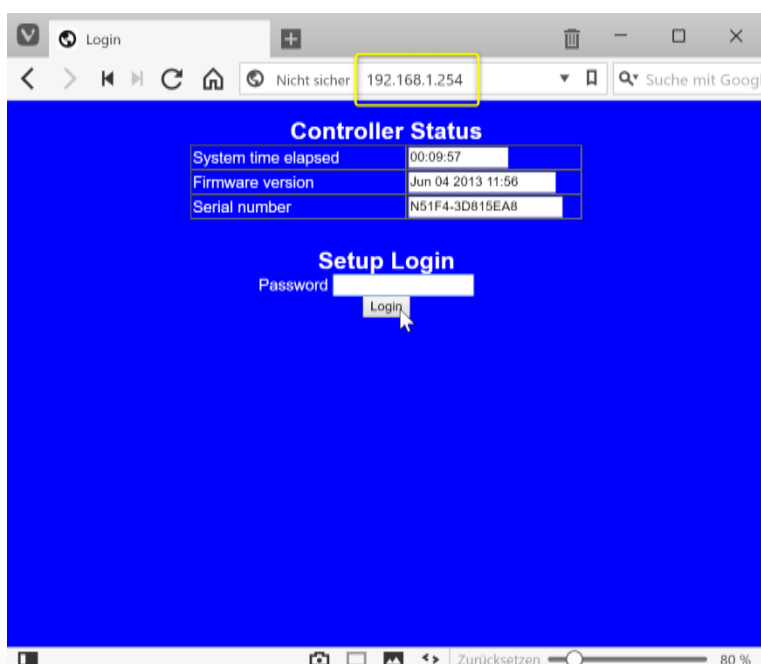 Login
Nicht sicher 192.168.1.254 Suche mit Goog
Controller Status
System time elapsed 00:09:57
Firmware version Jun 04 2013 11:56
Serial number N51F4-3D815EA8
Setup Login
Password
Login
Zurücksetzen 80 %